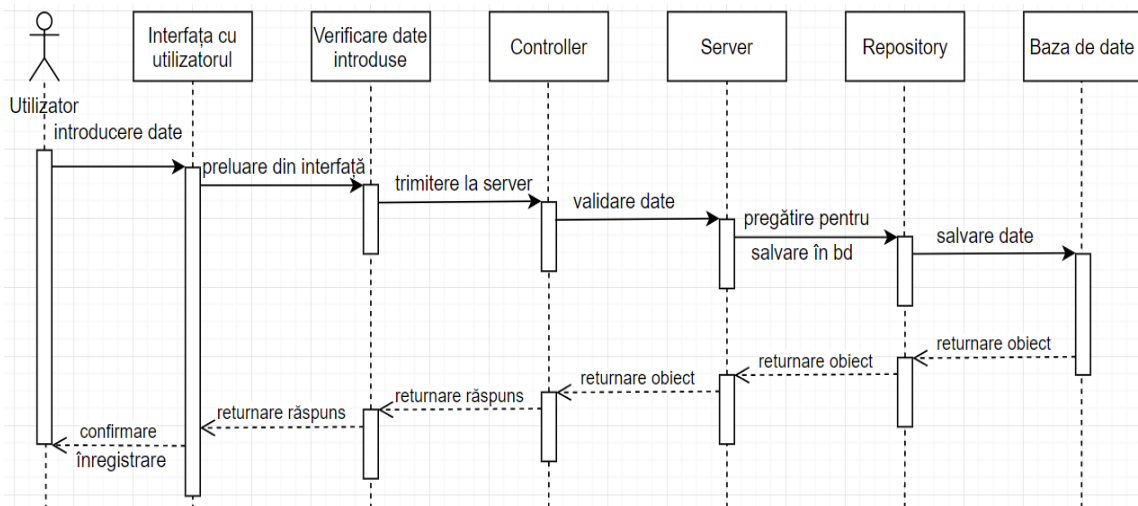 Interfața cu
utilizatorul
Verificare date
introduse
Controller
Server
Repository
Baza de date
Utilizator
introducere date
preluare din interfață
trimitere la server
validare date
pregătire pentru
salvare în bd
salvare date
returnare obiect
returnare obiect
returnare obiect
returnare răspuns
returnare răspuns
confirmare
înregistrare